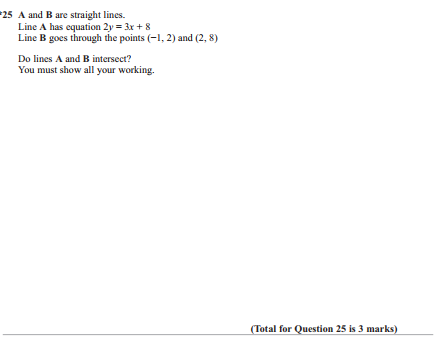 *25 A and B are straight lines.
Line A has equation 2y = 3x + 8
Line B goes through the points (−1, 2) and (2, 8)
Do lines A and B intersect?
You must show all your working.
(Total for Question 25 is 3 marks)